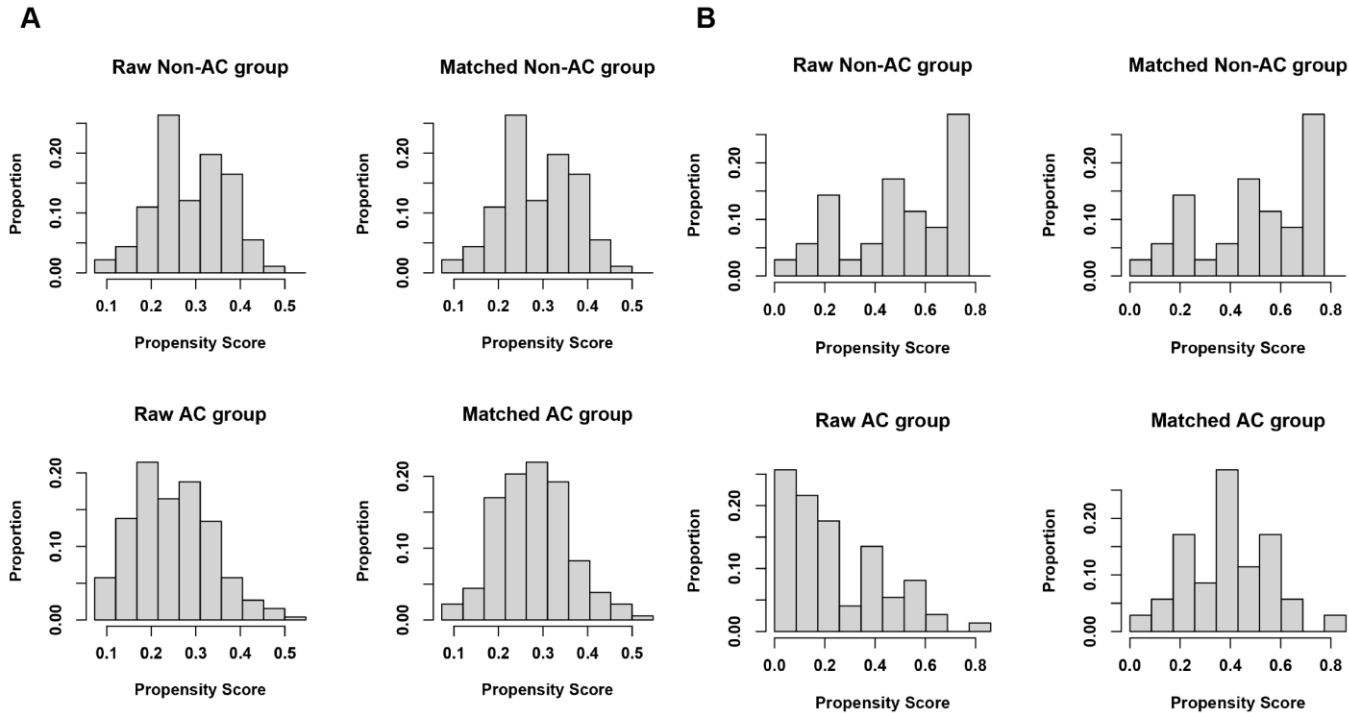 A
Raw Non-AC group
Proportion
0.00 0.10 0.20
0.1 0.2 0.3 0.4 0.5
Propensity Score
Matched Non-AC group
Proportion
0.00 0.10 0.20
0.1 0.2 0.3 0.4 0.5
Propensity Score
Raw AC group
Proportion
0.00 0.10 0.20
0.1 0.2 0.3 0.4 0.5
Propensity Score
Matched AC group
Proportion
0.00 0.10 0.20
0.1 0.2 0.3 0.4 0.5
Propensity Score
B
Raw Non-AC group
Proportion
0.00 0.10 0.20
0.0 0.2 0.4 0.6 0.8
Propensity Score
Matched Non-AC group
Proportion
0.00 0.10 0.20
0.0 0.2 0.4 0.6 0.8
Propensity Score
Raw AC group
Proportion
0.00 0.10 0.20
0.0 0.2 0.4 0.6 0.8
Propensity Score
Matched AC group
Proportion
0.00 0.10 0.20
0.0 0.2 0.4 0.6 0.8
Propensity Score